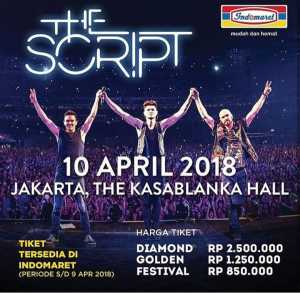 THE
SCRIPT
Indomaret
mudah dan hemat
10 APRIL 2018
JAKARTA, THE KASABLANKA HALL
TIKET
TERSEDIA DI
INDOMARET
(PERIODE S/D 9 APR 2018)
HARGA TIKET
DIAMOND RP 2.500.000
GOLDEN RP 1.250.000
FESTIVAL RP 850.000